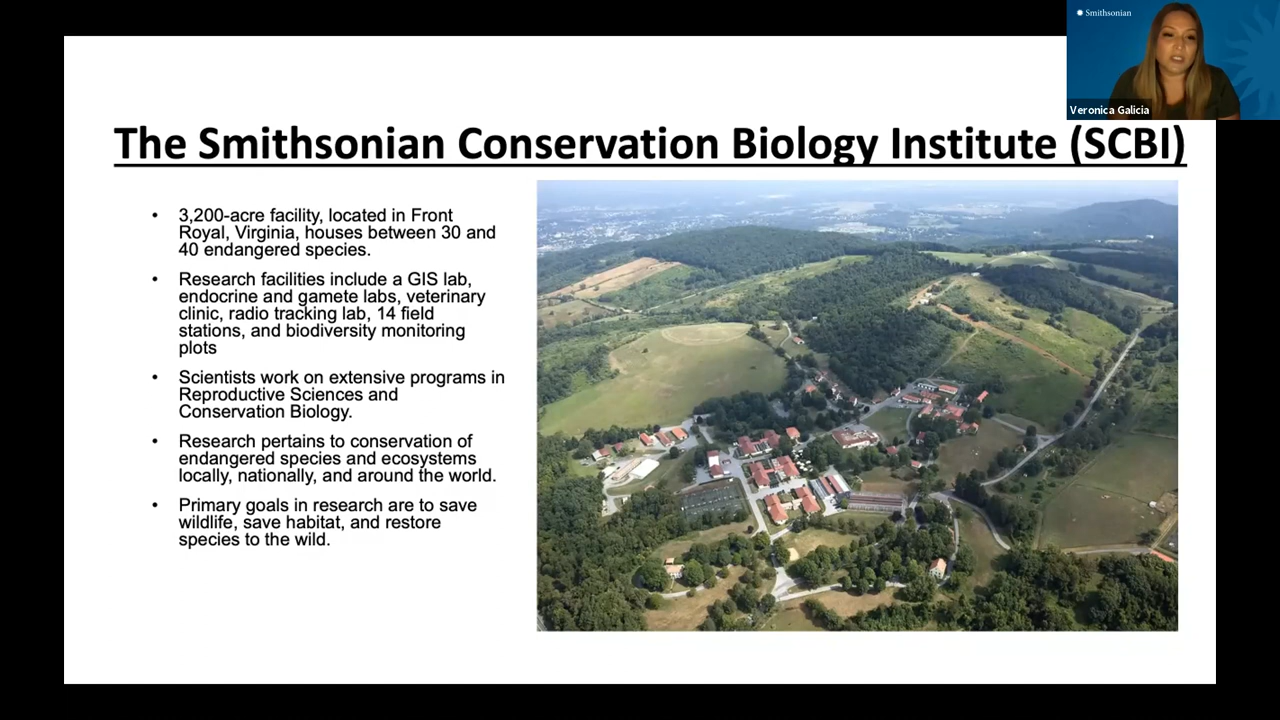 Smithsonian
Veronica Galicia
The Smithsonian Conservation Biology Institute (SCBI)
• 3,200-acre facility, located in Front
Royal, Virginia, houses between 30 and
40 endangered species.
• Research facilities include a GIS lab,
endocrine and gamete labs, veterinary
clinic, radio tracking lab, 14 field
stations, and biodiversity monitoring
plots
• Scientists work on extensive programs in
Reproductive Sciences and
Conservation Biology.
• Research pertains to conservation of
endangered species and ecosystems
locally, nationally, and around the world.
• Primary goals in research are to save
wildlife, save habitat, and restore
species to the wild.